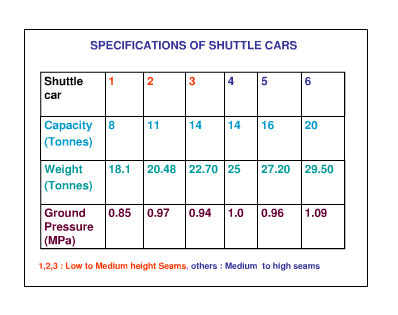 SPECIFICATIONS OF SHUTTLE CARS
Shuttle car 1 2 3 4 5 6
Capacity (Tonnes) 8 11 14 14 16 20
Weight (Tonnes) 18.1 20.48 22.70 25 27.20 29.50
Ground Pressure (MPa) 0.85 0.97 0.94 1.0 0.96 1.09
1,2,3 : Low to Medium height Seams, others : Medium to high seams